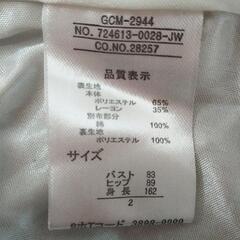 GCM-2944
NO.724613-0028-JW
CO.NO.28257
品質表示
表生地
本体
ポリエステル 65%
レーヨン 35%
別布部分
綿 100%
裏生地
ポリエステル 100%
サイズ
バスト 83
ヒップ 89
身長 162
2